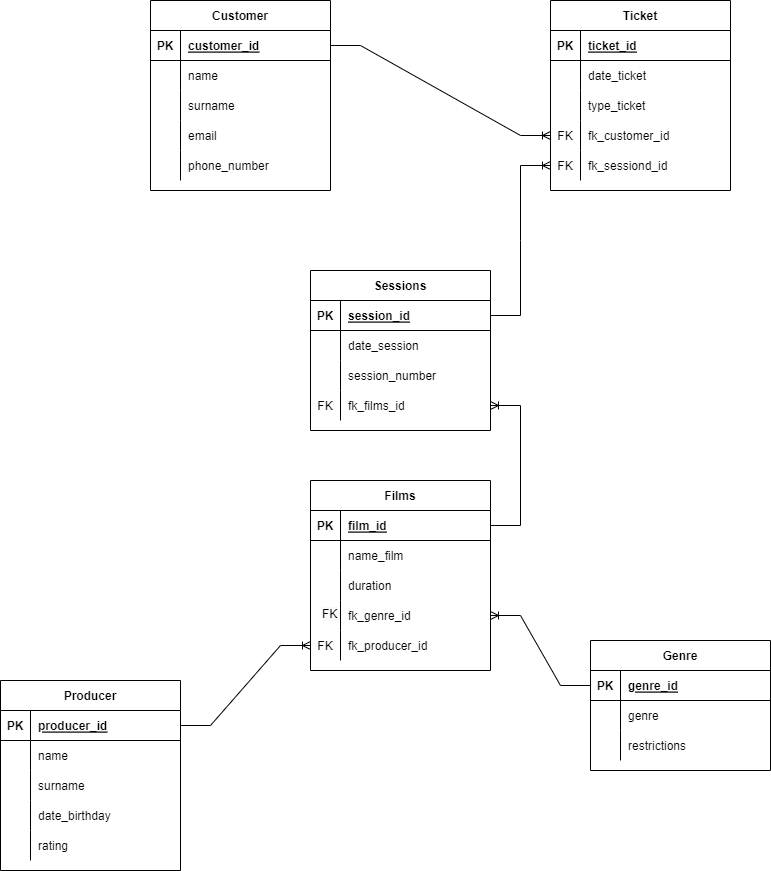 Customer
PK customer_id
name
surname
email
phone_number
Ticket
PK ticket_id
date_ticket
type_ticket
FK fk_customer_id
FK fk_sessiond_id
Sessions
PK session_id
date_session
session_number
FK fk_films_id
Films
PK film_id
name_film
duration
FK fk_genre_id
FK fk_producer_id
Genre
PK genre_id
genre
restrictions
Producer
PK producer_id
name
surname
date_birthday
rating